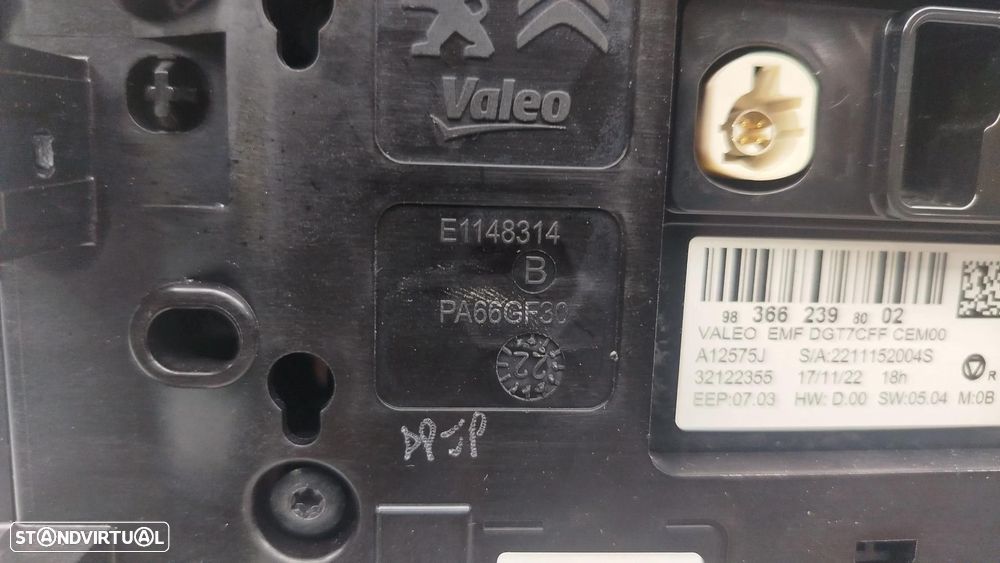 Valeo
E1148314
B
PA66GF30
22
98 366 239 80 02
VALEO EMF DGT7CFF CEM00
A12575J S/A:2211152004S
32122355 17/11/22 18h R
EEP:07.03 HW: D.00 SW:05.04 M:0B
STANDVIRTUAL